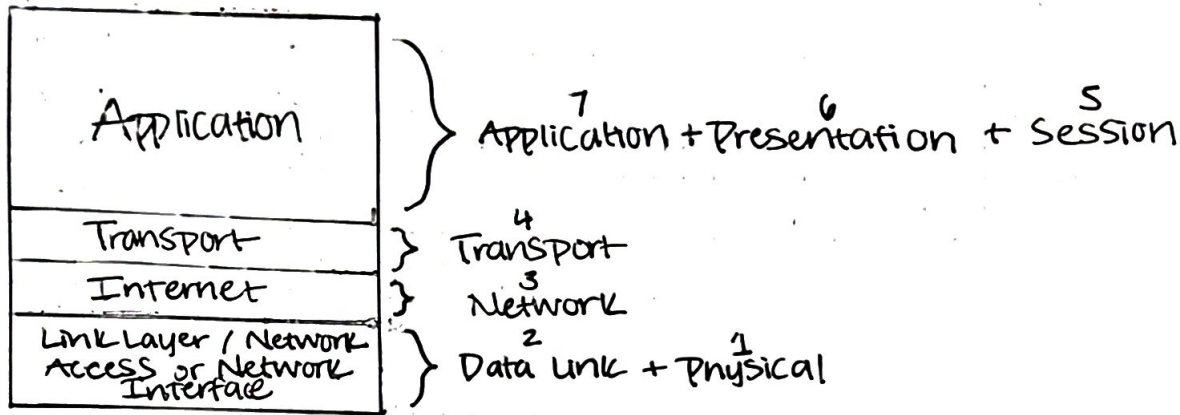 Application
7 6 5
Application + Presentation + Session
Transport
4
Transport
Internet
3
Network
Link Layer / Network
Access or Network
Interface
2 1
Data Link + Physical